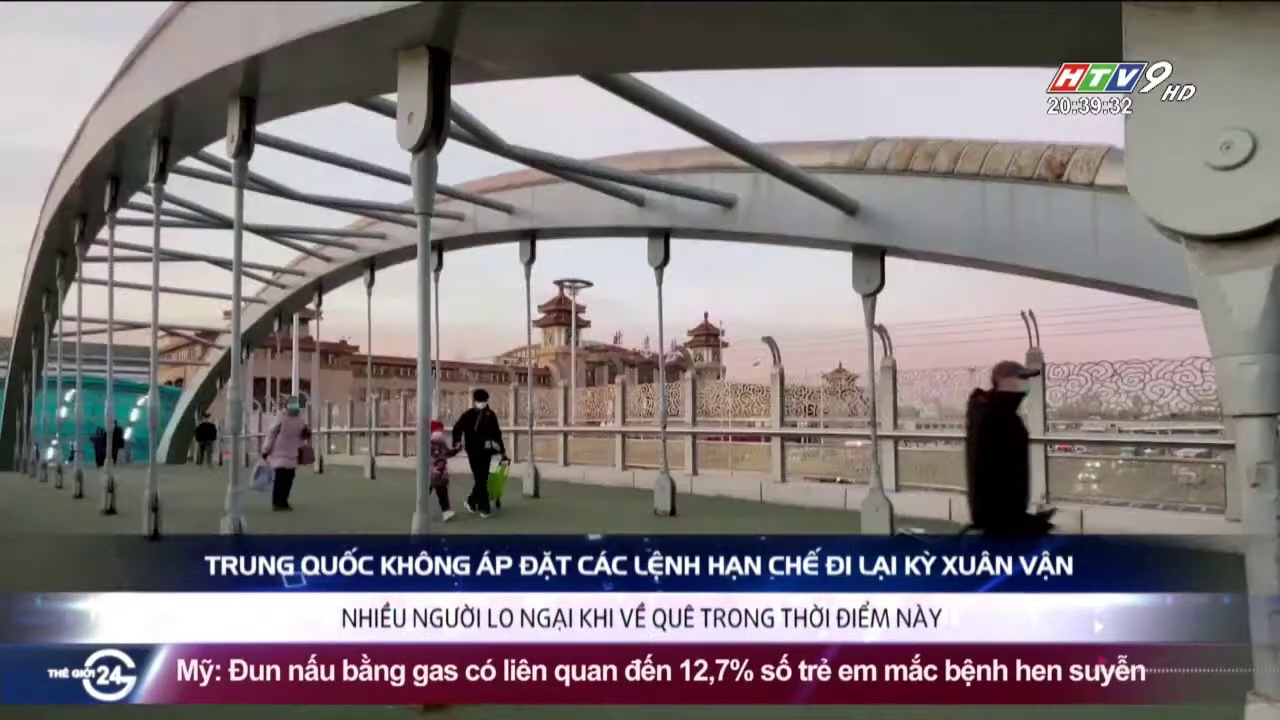 HTV9 HD
20:39:32
TRUNG QUỐC KHÔNG ÁP ĐẶT CÁC LỆNH HẠN CHẾ ĐI LẠI KỲ XUÂN VẬN
NHIỀU NGƯỜI LO NGẠI KHI VỀ QUÊ TRONG THỜI ĐIỂM NÀY
THẾ GIỚI 24G
Mỹ: Đun nấu bằng gas có liên quan đến 12,7% số trẻ em mắc bệnh hen suyễn